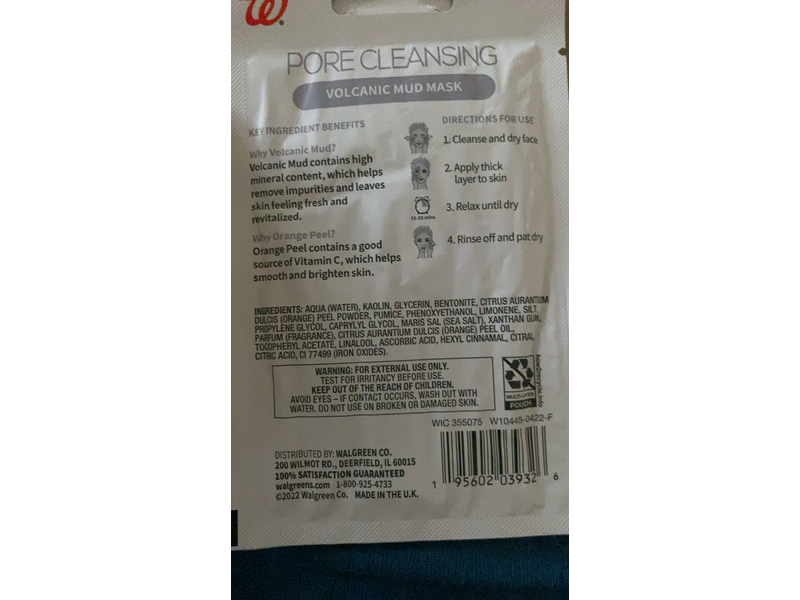 W
PORE CLEANSING
VOLCANIC MUD MASK
KEY INGREDIENT BENEFITS
Why Volcanic Mud?
Volcanic Mud contains high
mineral content, which helps
remove impurities and leaves
skin feeling fresh and
revitalized.
Why Orange Peel?
Orange Peel contains a good
source of Vitamin C, which helps
smooth and brighten skin.
DIRECTIONS FOR USE
1. Cleanse and dry face
2. Apply thick
layer to skin
15-20 mins
3. Relax until dry
4. Rinse off and pat dry
INGREDIENTS: AQUA (WATER), KAOLIN, GLYCERIN, BENTONITE, CITRUS AURANTIUM
DULCIS (ORANGE) PEEL POWDER, PUMICE, PHENOXYETHANOL, LIMONENE, SILT,
PROPYLENE GLYCOL, CAPRYLYL GLYCOL, MARIS SAL (SEA SALT), XANTHAN GUM,
PARFUM (FRAGRANCE), CITRUS AURANTIUM DULCIS (ORANGE) PEEL OIL,
TOCOPHERYL ACETATE, LINALOOL, ASCORBIC ACID, HEXYL CINNAMAL, CITRAL,
CITRIC ACID, CI 77499 (IRON OXIDES).
WARNING: FOR EXTERNAL USE ONLY.
TEST FOR IRRITANCY BEFORE USE.
KEEP OUT OF THE REACH OF CHILDREN.
AVOID EYES – IF CONTACT OCCURS, WASH OUT WITH
WATER. DO NOT USE ON BROKEN OR DAMAGED SKIN.
MULTI-LAYER
POUCH
how2recycle.info
WIC 355075 W10445-0422-F
DISTRIBUTED BY: WALGREEN CO.
200 WILMOT RD., DEERFIELD, IL 60015
100% SATISFACTION GUARANTEED
walgreens.com 1-800-925-4733
©2022 Walgreen Co. MADE IN THE U.K.
1 95602 03932 6